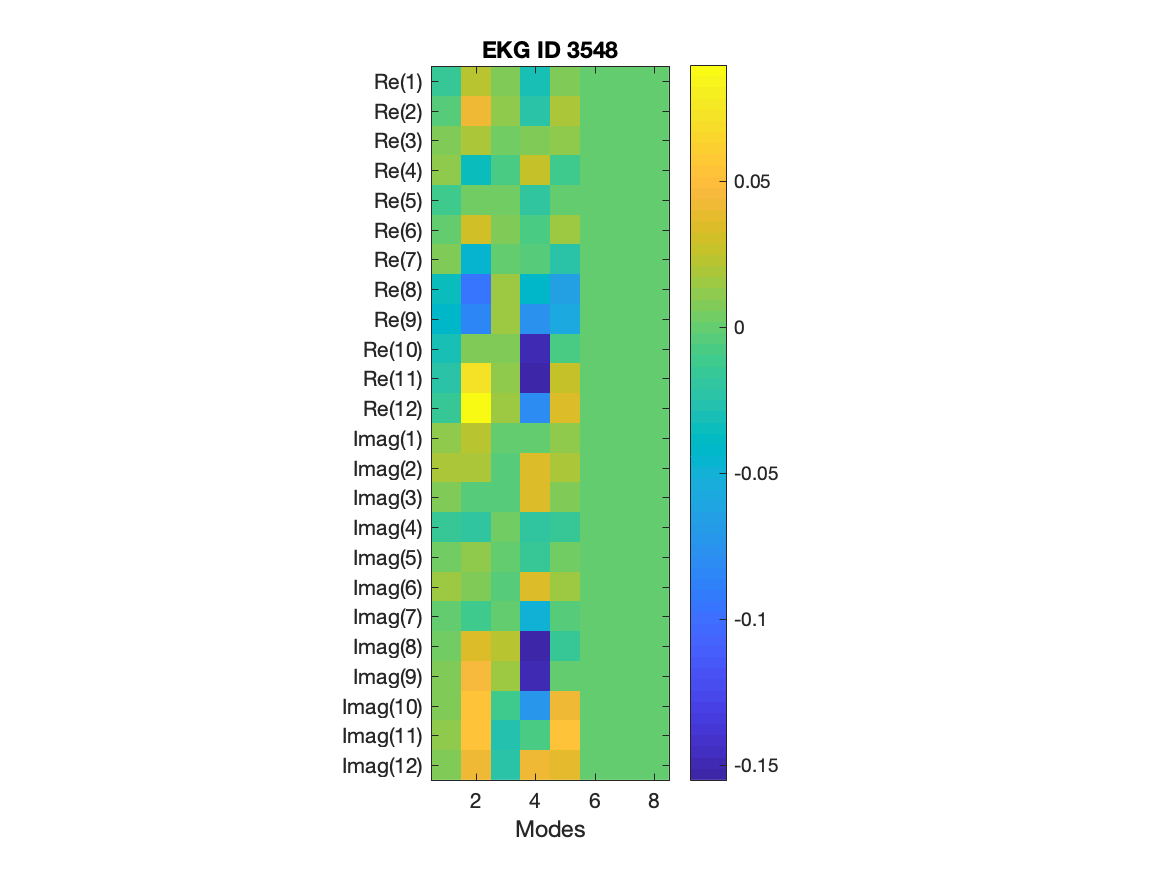 EKG ID 3548
Re(1)
Re(2)
Re(3)
Re(4)
Re(5)
Re(6)
Re(7)
Re(8)
Re(9)
Re(10)
Re(11)
Re(12)
Imag(1)
Imag(2)
Imag(3)
Imag(4)
Imag(5)
Imag(6)
Imag(7)
Imag(8)
Imag(9)
Imag(10)
Imag(11)
Imag(12)
2 4 6 8
Modes
0.05
0
-0.05
-0.1
-0.15